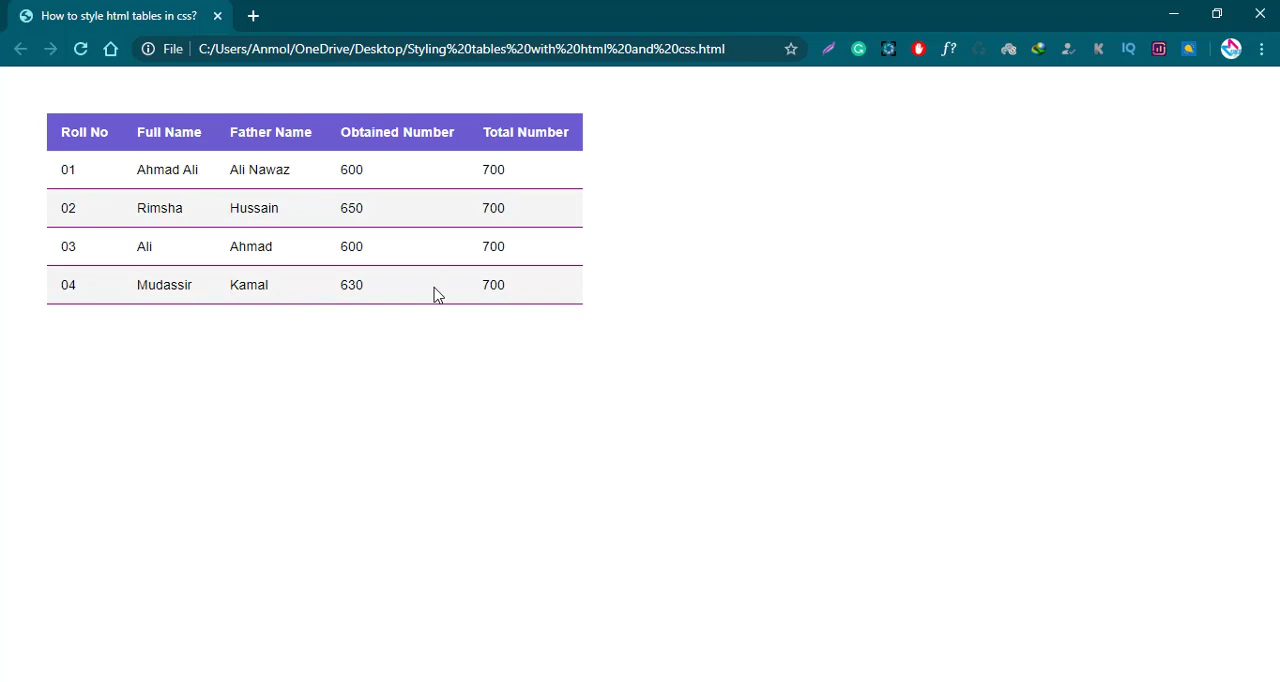 How to style html tables in css?
File C:/Users/Anmol/OneDrive/Desktop/Styling%20tables%20with%20html%20and%20css.html f? K IQ
Roll No Full Name Father Name Obtained Number Total Number
01 Ahmad Ali Ali Nawaz 600 700
02 Rimsha Hussain 650 700
03 Ali Ahmad 600 700
04 Mudassir Kamal 630 700